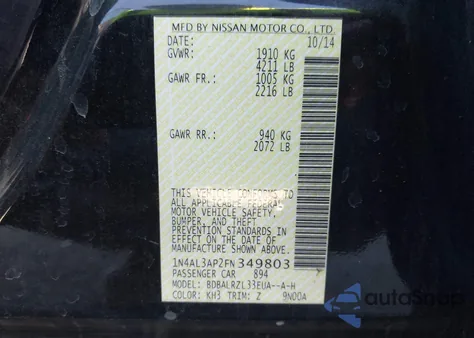 MFD BY NISSAN MOTOR CO., LTD.
DATE: 10/14
GVWR: 1910 KG
4211 LB
GAWR FR: 1005 KG
2216 LB
GAWR RR: 940 KG
2072 LB
THIS VEHICLE CONFORMS TO
ALL APPLICABLE FEDERAL
MOTOR VEHICLE SAFETY,
BUMPER, AND THEFT
PREVENTION STANDARDS IN
EFFECT ON THE DATE OF
MANUFACTURE SHOWN ABOVE.
1N4AL3AP2FN349803
PASSENGER CAR 894
MODEL: BDBALRZL33EUA--A-H
COLOR: KH3 TRIM: Z 9N00A
autoSnap